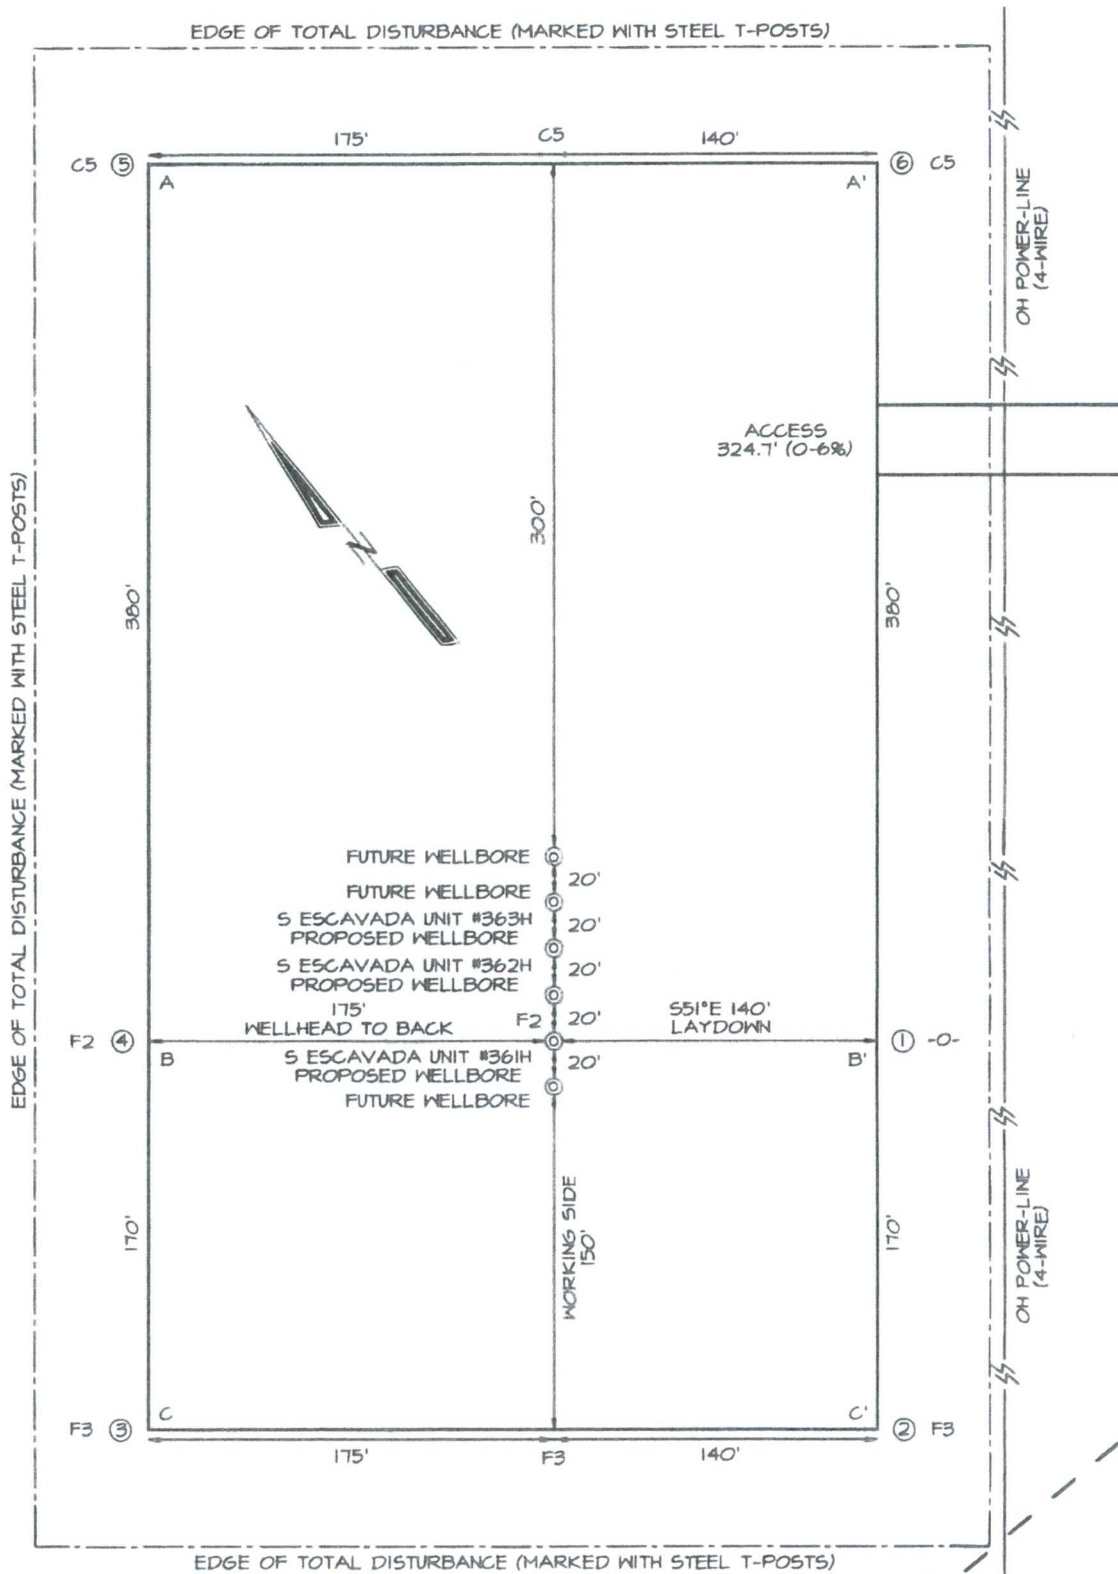 EDGE OF TOTAL DISTURBANCE (MARKED WITH STEEL T-POSTS)
175'
C5
140'
C5 ⑤
A
A'
⑥ C5
OH POWER-LINE
(4-WIRE)
ACCESS
324.7' (0-6%)
300'
N
380'
380'
EDGE OF TOTAL DISTURBANCE (MARKED WITH STEEL T-POSTS)
FUTURE WELLBORE
20'
FUTURE WELLBORE
20'
S ESCAVADA UNIT #363H
PROPOSED WELLBORE
20'
S ESCAVADA UNIT #362H
PROPOSED WELLBORE
20'
175'
WELLHEAD TO BACK
F2
S51°E 140'
LAYDOWN
F2 ④
B
B'
① -0-
S ESCAVADA UNIT #361H
PROPOSED WELLBORE
20'
FUTURE WELLBORE
WORKING SIDE
150'
170'
170'
OH POWER-LINE
(4-WIRE)
F3 ③
C
C'
② F3
175'
F3
140'
EDGE OF TOTAL DISTURBANCE (MARKED WITH STEEL T-POSTS)